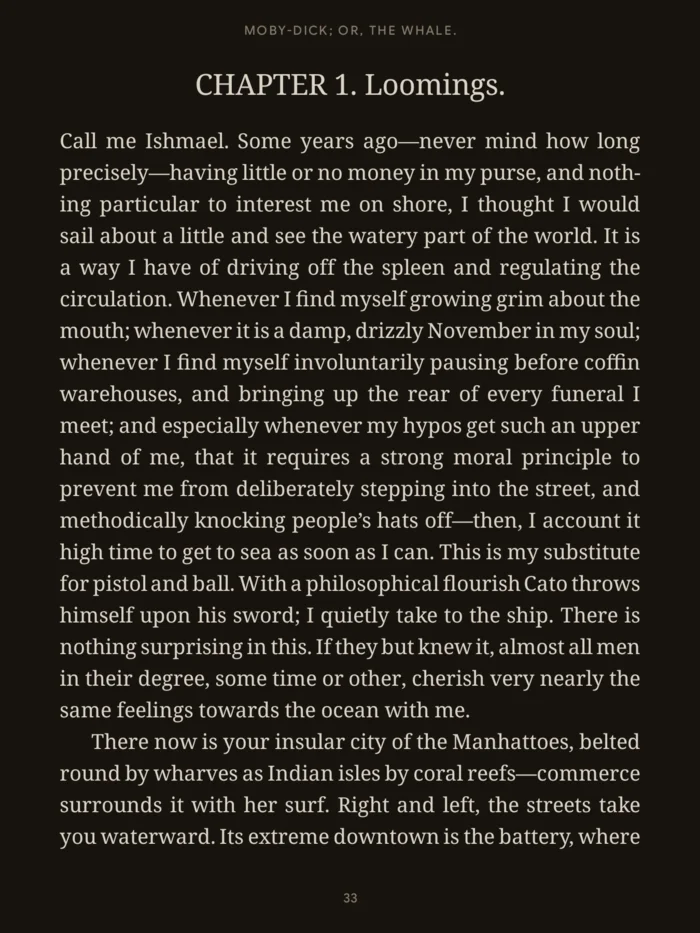 MOBY-DICK; OR, THE WHALE.
CHAPTER 1. Loomings.
Call me Ishmael. Some years ago—never mind how long
precisely—having little or no money in my purse, and noth-
ing particular to interest me on shore, I thought I would
sail about a little and see the watery part of the world. It is
a way I have of driving off the spleen and regulating the
circulation. Whenever I find myself growing grim about the
mouth; whenever it is a damp, drizzly November in my soul;
whenever I find myself involuntarily pausing before coffin
warehouses, and bringing up the rear of every funeral I
meet; and especially whenever my hypos get such an upper
hand of me, that it requires a strong moral principle to
prevent me from deliberately stepping into the street, and
methodically knocking people’s hats off—then, I account it
high time to get to sea as soon as I can. This is my substitute
for pistol and ball. With a philosophical flourish Cato throws
himself upon his sword; I quietly take to the ship. There is
nothing surprising in this. If they but knew it, almost all men
in their degree, some time or other, cherish very nearly the
same feelings towards the ocean with me.
There now is your insular city of the Manhattoes, belted
round by wharves as Indian isles by coral reefs—commerce
surrounds it with her surf. Right and left, the streets take
you waterward. Its extreme downtown is the battery, where
33